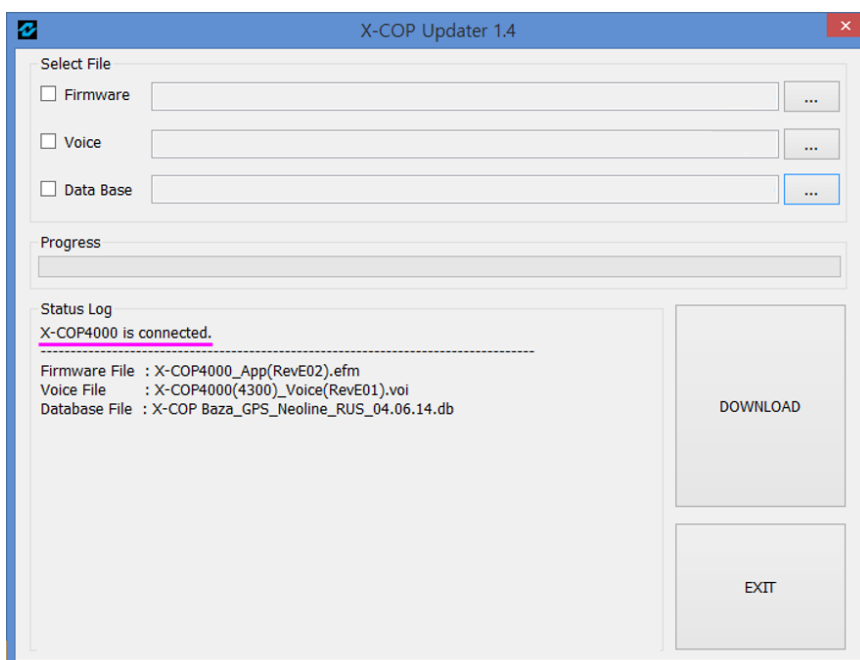 X-COP Updater 1.4
Select File
Firmware ...
Voice ...
Data Base ...
Progress
Status Log
X-COP4000 is connected.
--------------------------------------------------------------------------------
Firmware File : X-COP4000_App(RevE02).efm
Voice File : X-COP4000(4300)_Voice(RevE01).voi
Database File : X-COP Baza_GPS_Neoline_RUS_04.06.14.db
DOWNLOAD
EXIT